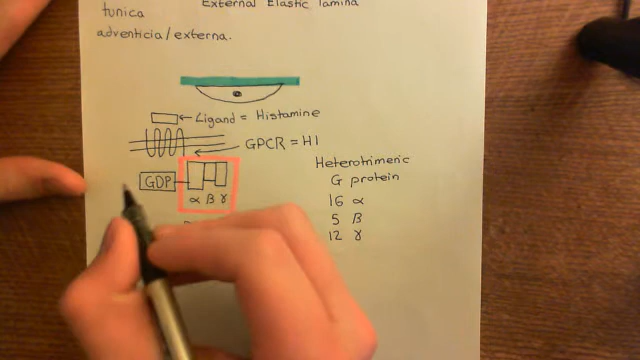 External Elastic lamina
tunica
adventicia/externa.
Ligand = Histamine
GPCR = H1
Heterotrimeric
G protein
GDP
α β γ
16 α
5 β
12 γ